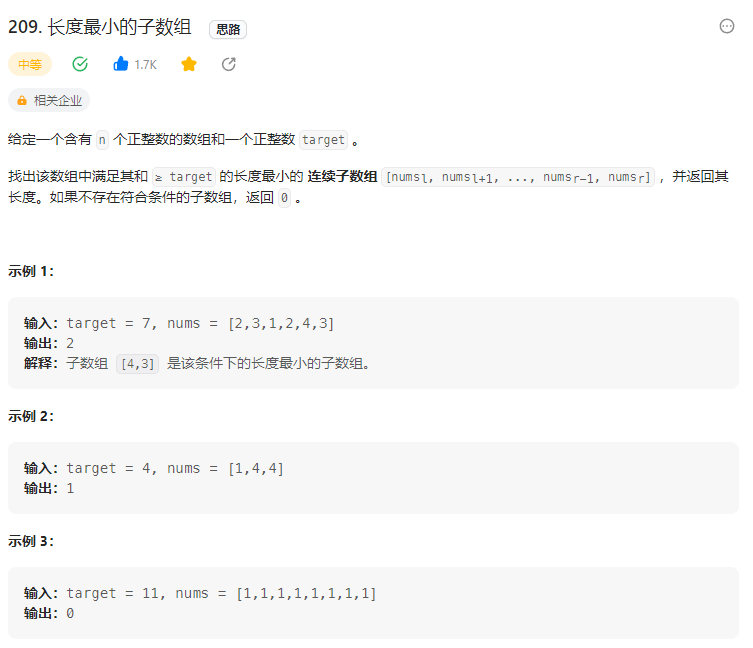 209. 长度最小的子数组 思路
中等 1.7K
相关企业
给定一个含有 n 个正整数的数组和一个正整数 target 。
找出该数组中满足其和 ≥ target 的长度最小的 连续子数组 [numsl, numsl+1, ..., numsr-1, numsr] ，并返回其
长度。如果不存在符合条件的子数组，返回 0 。
示例 1：
输入：target = 7, nums = [2,3,1,2,4,3]
输出：2
解释：子数组 [4,3] 是该条件下的长度最小的子数组。
示例 2：
输入：target = 4, nums = [1,4,4]
输出：1
示例 3：
输入：target = 11, nums = [1,1,1,1,1,1,1,1]
输出：0